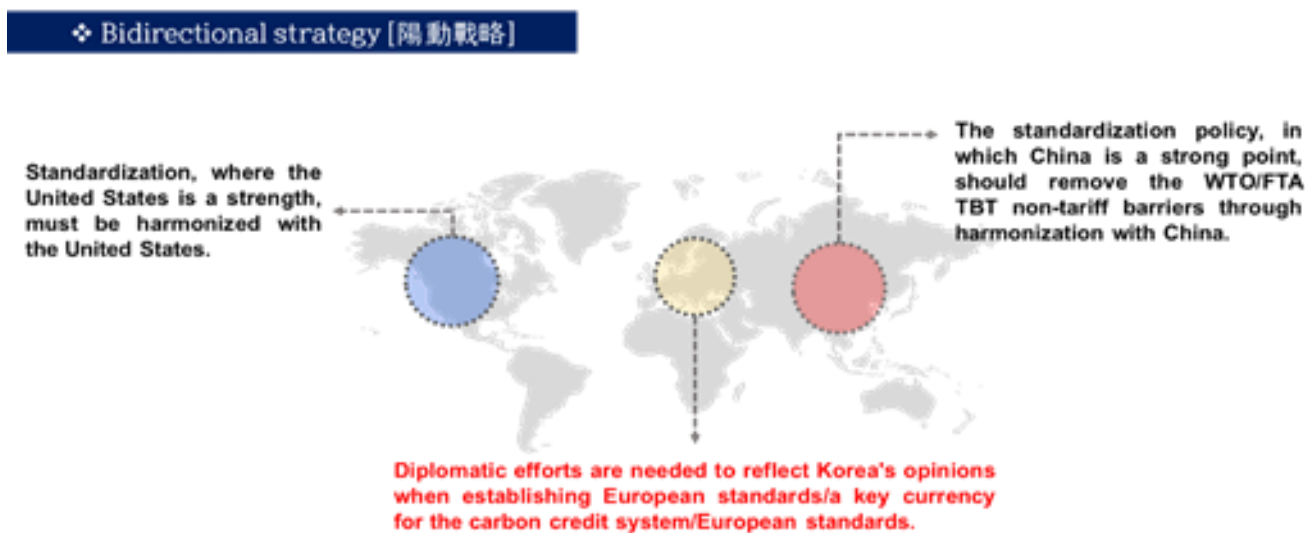 ❖ Bidirectional strategy [陽動戰略]
Standardization, where the
United States is a strength,
must be harmonized with
the United States.
The standardization policy, in
which China is a strong point,
should remove the WTO/FTA
TBT non-tariff barriers through
harmonization with China.
Diplomatic efforts are needed to reflect Korea's opinions
when establishing European standards/a key currency
for the carbon credit system/European standards.